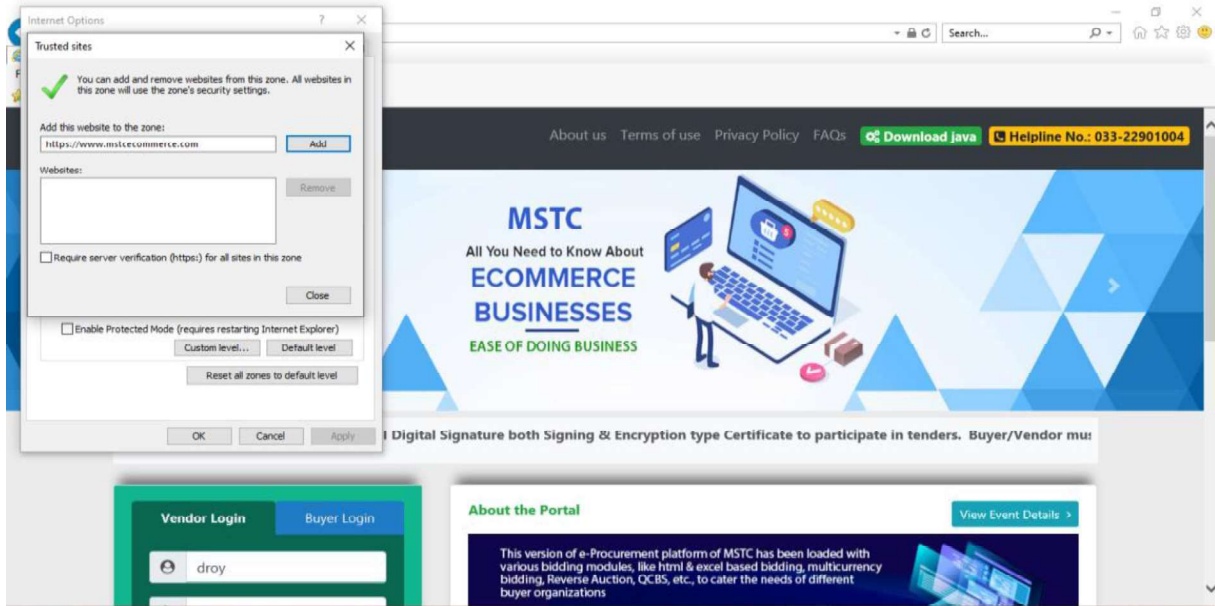 Internet Options
? ×
Search...
Trusted sites
You can add and remove websites from this zone. All websites in
this zone will use the zone's security settings.
Add this website to the zone:
https://www.mstcecommerce.com
Add
Websites:
Remove
Require server verification (https:) for all sites in this zone
Close
Enable Protected Mode (requires restarting Internet Explorer)
Custom level...
Default level
Reset all zones to default level
OK
Cancel
Apply
About us Terms of use Privacy Policy FAQs Download java Helpline No.: 033-22901004
MSTC
All You Need to Know About
ECOMMERCE
BUSINESSES
EASE OF DOING BUSINESS
Digital Signature both Signing & Encryption type Certificate to participate in tenders. Buyer/Vendor
Vendor Login
Buyer Login
droy
About the Portal
View Event Details >
This version of e-Procurement platform of MSTC has been loaded with
various bidding modules, like html & excel based bidding, multicurrency
bidding, Reverse Auction, QCBS, etc., to cater the needs of different
buyer organizations